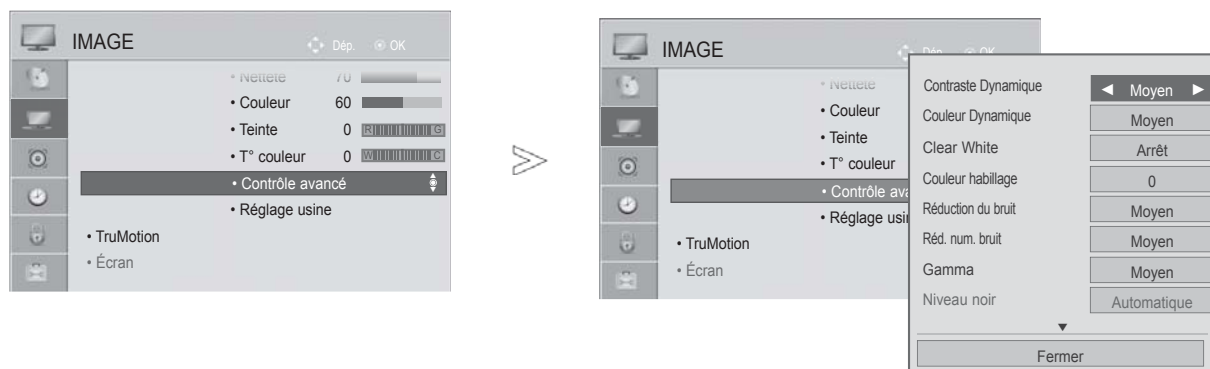 IMAGE
Dép. OK
• Netteté 70
• Couleur 60
• Teinte 0 R G
• T° couleur 0 W C
• Contrôle avancé
• Réglage usine
• TruMotion
• Écran
IMAGE
Dép. OK
• Netteté
• Couleur
• Teinte
• T° couleur
• Contrôle ava
• Réglage usi
• TruMotion
• Écran
Contraste Dynamique ◄ Moyen ►
Couleur Dynamique Moyen
Clear White Arrêt
Couleur habillage 0
Réduction du bruit Moyen
Réd. num. bruit Moyen
Gamma Moyen
Niveau noir Automatique
▼
Fermer